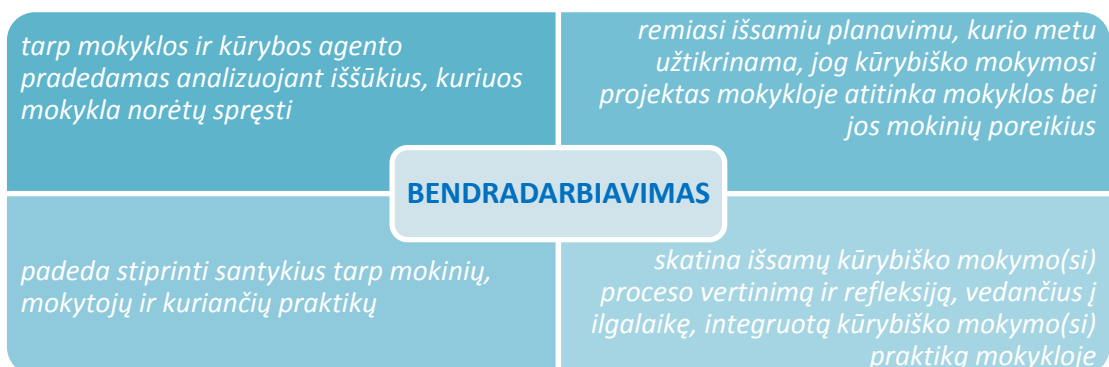 tarp mokyklos ir kūrybos agento
pradedamas analizuojant iššūkius, kuriuos
mokykla norėtų spręsti
remiasi išsamiu planavimu, kurio metu
užtikrinama, jog kūrybiško mokymosi
projektas mokykloje atitinka mokyklos bei
jos mokinių poreikius
BENDRADARBIAVIMAS
padeda stiprinti santykius tarp mokinių,
mokytojų ir kuriančių praktikų
skatina išsamų kūrybiško mokymo(si)
proceso vertinimą ir refleksiją, vedančius į
ilgalaikę, integruotą kūrybiško mokymo(si)
praktiką mokykloje